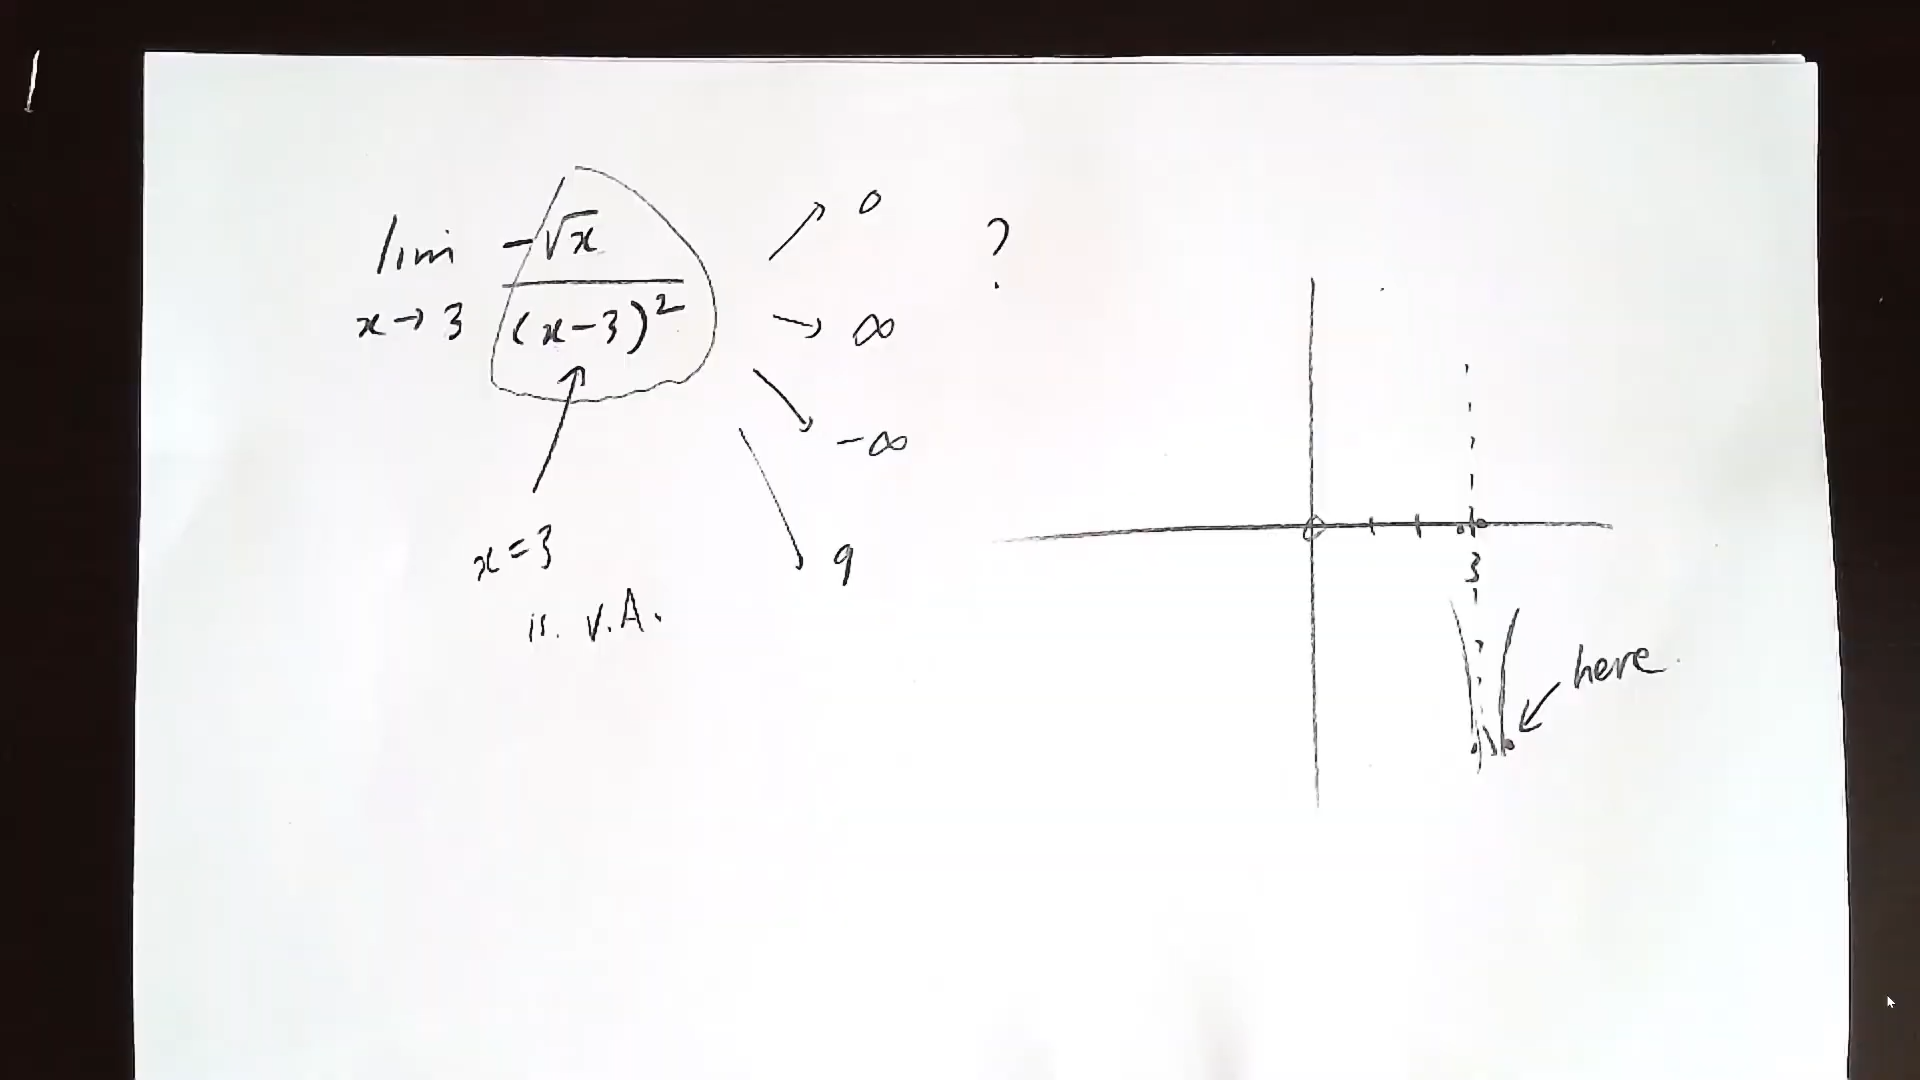 lim -√x
x→3 (x-3)²
0
?
∞
-∞
9
x=3
is. V.A.
3
here.